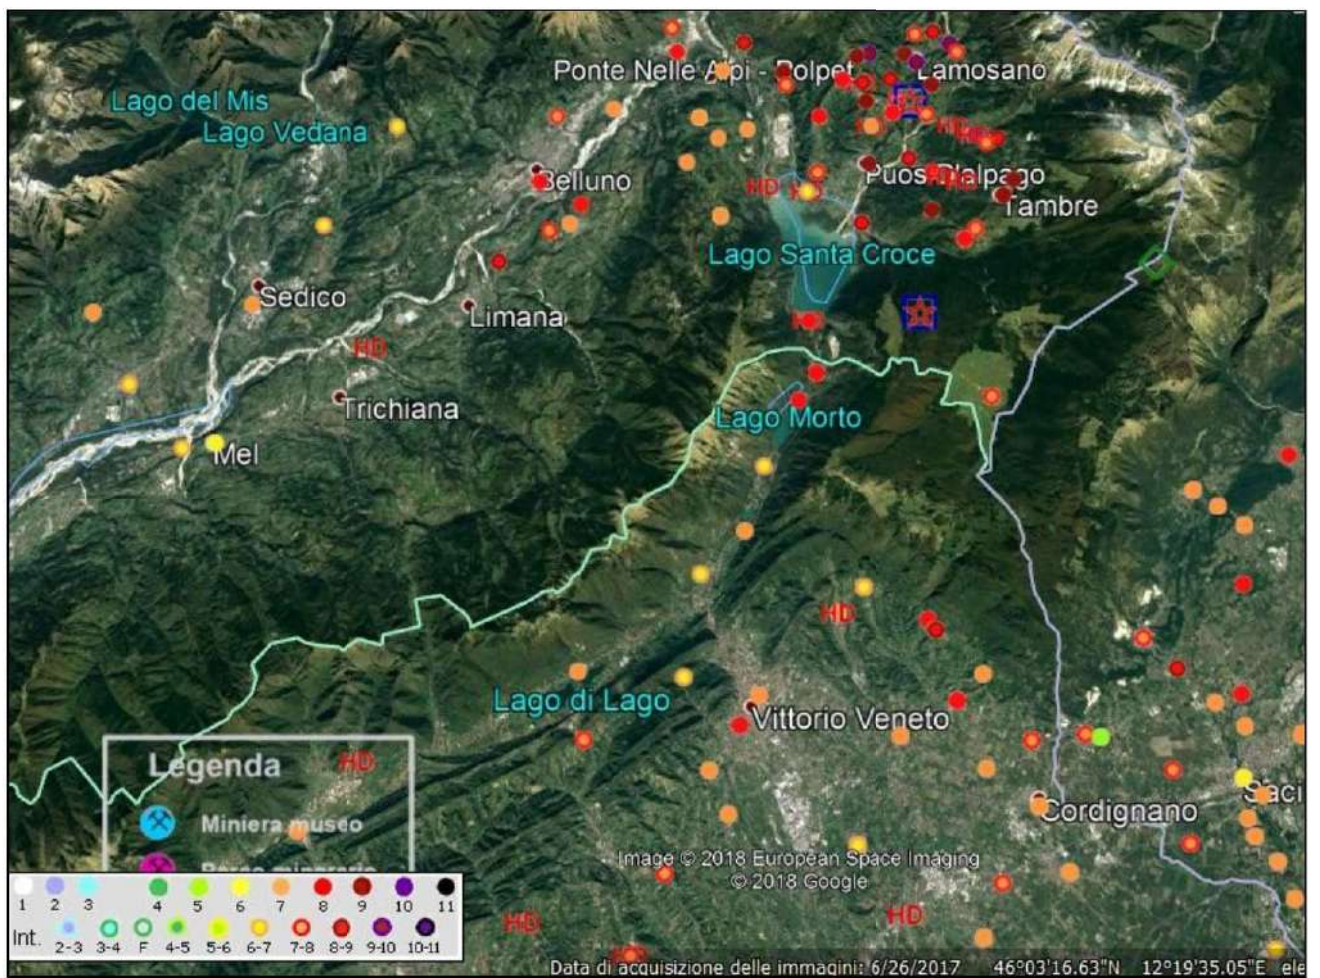 Ponte Nelle Alpi - Polpet
Lamosano
Lago del Mis
Lago Vedana
Belluno
Puos D'alpago
HD
Tambre
Lago Santa Croce
Sedico
Limana
HD
Trichiana
Lago Morto
Mel
HD
Lago di Lago
Vittorio Veneto
Legenda
HD
Miniera museo
Cordignano
Saci
Image © 2018 European Space Imaging
© 2018 Google
HD
HD
1 2 3 4 5 6 7 8 9 10 11
Int. 2-3 3-4 F 4-5 5-6 6-7 7-8 8-9 9-10 10-11
Data di acquisizione delle immagini: 6/26/2017 46°03'16.63"N 12°19'35.05"E ele